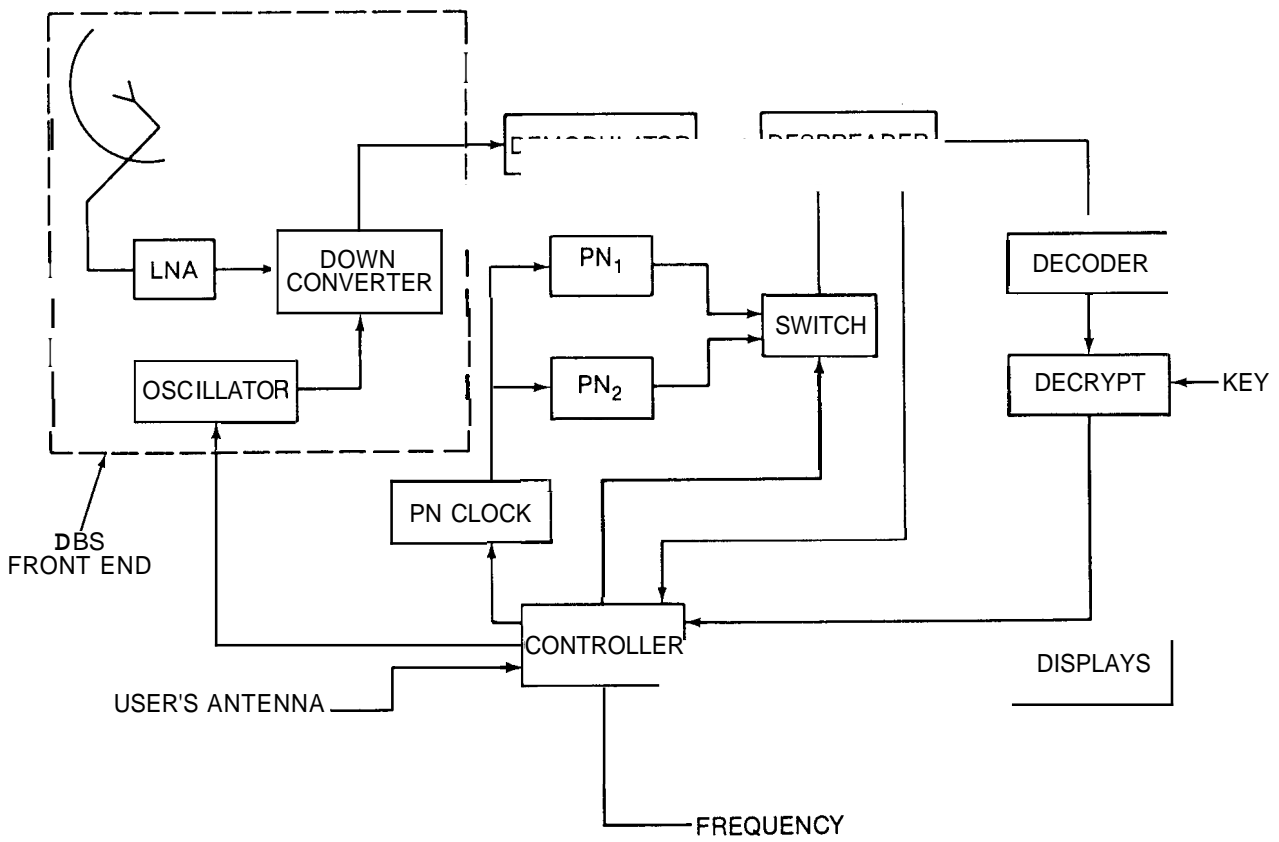 DOWN
CONVERTER
LNA
PN1
DECODER
SWITCH
OSCILLATOR
PN2
DECRYPT
KEY
PN CLOCK
DBS
FRONT END
CONTROLLER
DISPLAYS
USER'S ANTENNA
FREQUENCY